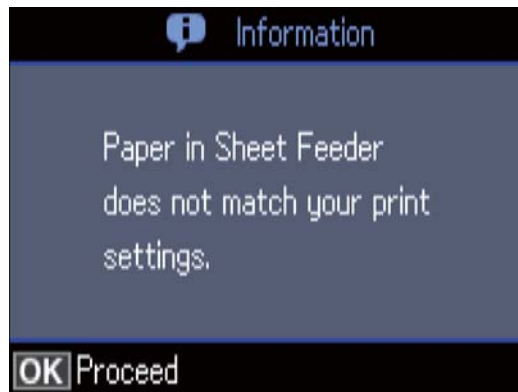 Information
Paper in Sheet Feeder
does not match your print
settings.
OK Proceed